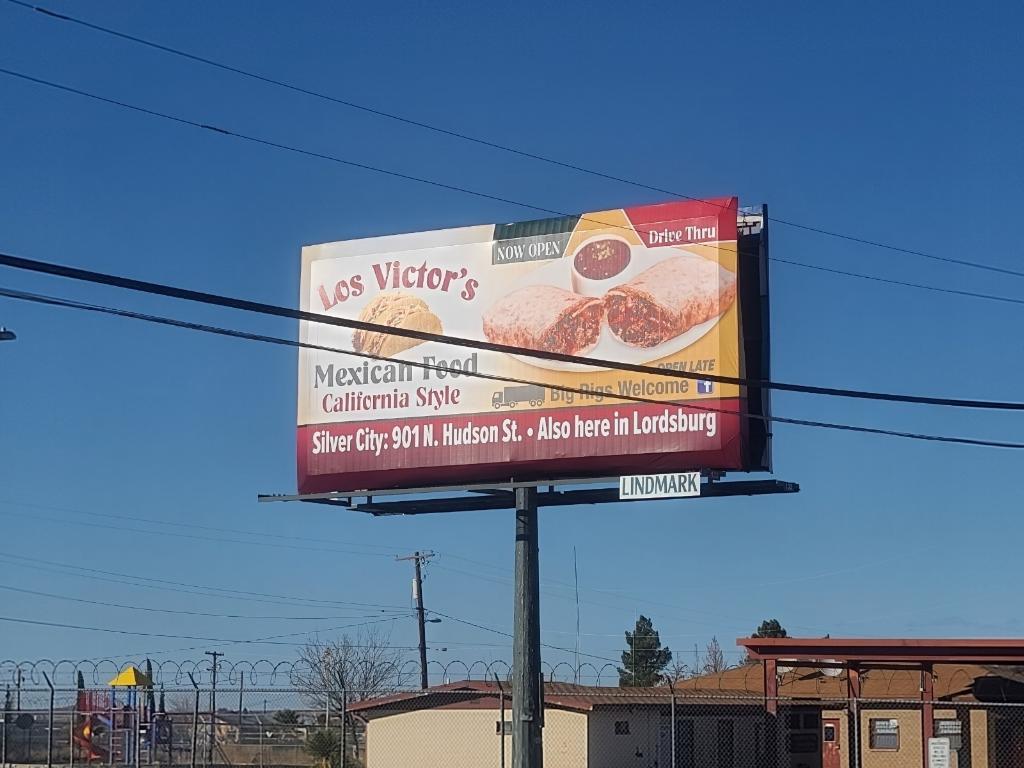 Los Victor's
NOW OPEN
Drive Thru
Mexican Food
California Style
OPEN LATE
Big Rigs Welcome f
Silver City: 901 N. Hudson St. • Also here in Lordsburg
LINDMARK